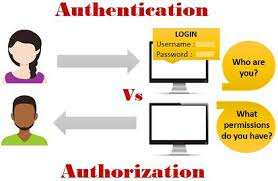 Authentication
LOGIN
Username :
Password :
Who are
you?
Vs
What
permissions
do you have?
Authorization